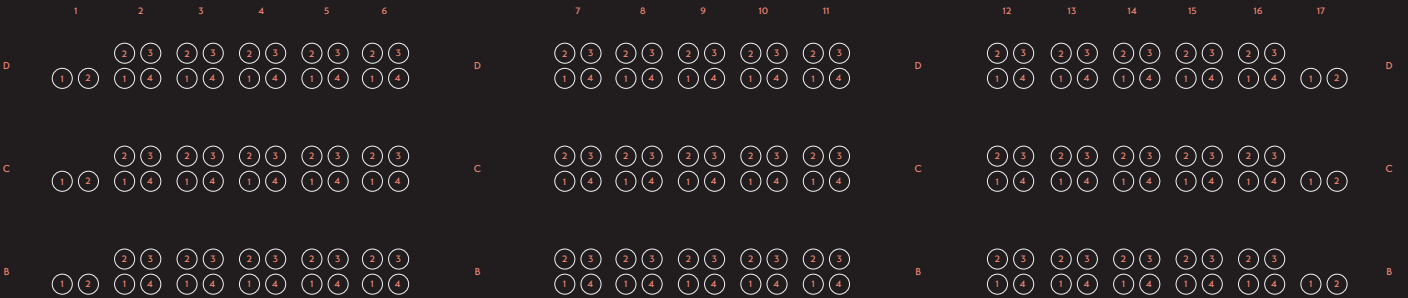 1 2 3 4 5 6 7 8 9 10 11 12 13 14 15 16 17
2 3 2 3 2 3 2 3 2 3 2 3 2 3 2 3 2 3 2 3 2 3 2 3 2 3 2 3 2 3
D D D D
1 2 1 4 1 4 1 4 1 4 1 4 1 4 1 4 1 4 1 4 1 4 1 4 1 4 1 4 1 4 1 4 1 2
2 3 2 3 2 3 2 3 2 3 2 3 2 3 2 3 2 3 2 3 2 3 2 3 2 3 2 3 2 3
C C C C
1 2 1 4 1 4 1 4 1 4 1 4 1 4 1 4 1 4 1 4 1 4 1 4 1 4 1 4 1 4 1 4 1 2
2 3 2 3 2 3 2 3 2 3 2 3 2 3 2 3 2 3 2 3 2 3 2 3 2 3 2 3 2 3
B B B B
1 2 1 4 1 4 1 4 1 4 1 4 1 4 1 4 1 4 1 4 1 4 1 4 1 4 1 4 1 4 1 4 1 2